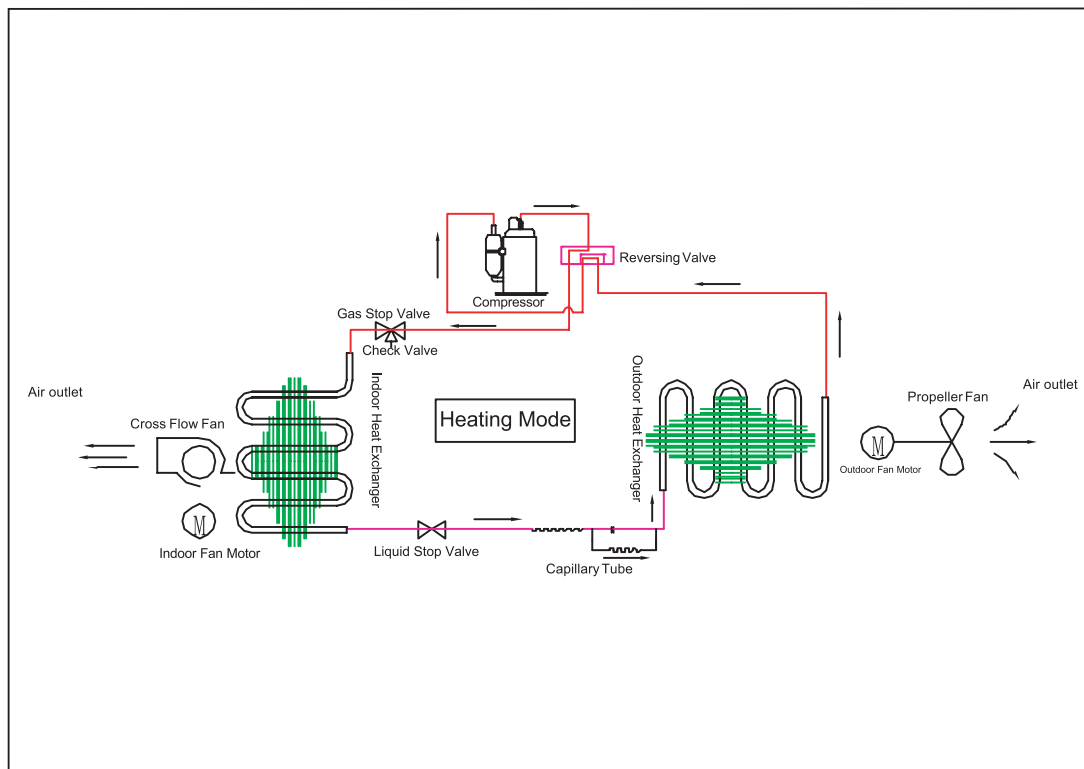 Reversing Valve
Compressor
Gas Stop Valve
Check Valve
Air outlet
Cross Flow Fan
M
Indoor Fan Motor
Indoor Heat Exchanger
Heating Mode
Outdoor Heat Exchanger
Propeller Fan
Air outlet
M
Outdoor Fan Motor
Liquid Stop Valve
Capillary Tube